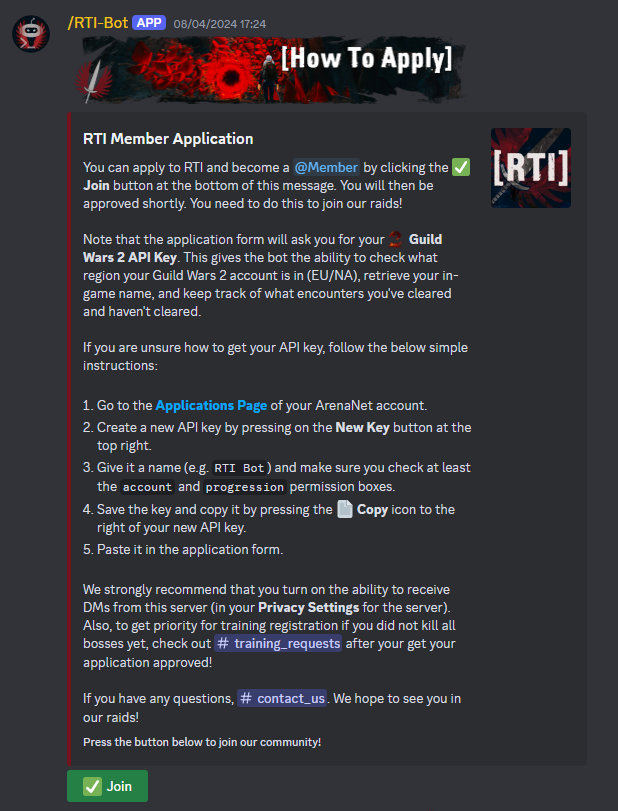 /RTI-Bot APP 08/04/2024 17:24
[How To Apply]
RTI Member Application
[RTI]
You can apply to RTI and become a @Member by clicking the ✅
Join button at the bottom of this message. You will then be
approved shortly. You need to do this to join our raids!
Note that the application form will ask you for your Guild
Wars 2 API Key. This gives the bot the ability to check what
region your Guild Wars 2 account is in (EU/NA), retrieve your in-
game name, and keep track of what encounters you've cleared
and haven't cleared.
If you are unsure how to get your API key, follow the below simple
instructions:
1. Go to the Applications Page of your ArenaNet account.
2. Create a new API key by pressing on the New Key button at the
top right.
3. Give it a name (e.g. RTI Bot) and make sure you check at least
the account and progression permission boxes.
4. Save the key and copy it by pressing the 📄 Copy icon to the
right of your new API key.
5. Paste it in the application form.
We strongly recommend that you turn on the ability to receive
DMs from this server (in your Privacy Settings for the server).
Also, to get priority for training registration if you did not kill all
bosses yet, check out # training_requests after your get your
application approved!
If you have any questions, # contact_us. We hope to see you in
our raids!
Press the button below to join our community!
✅ Join